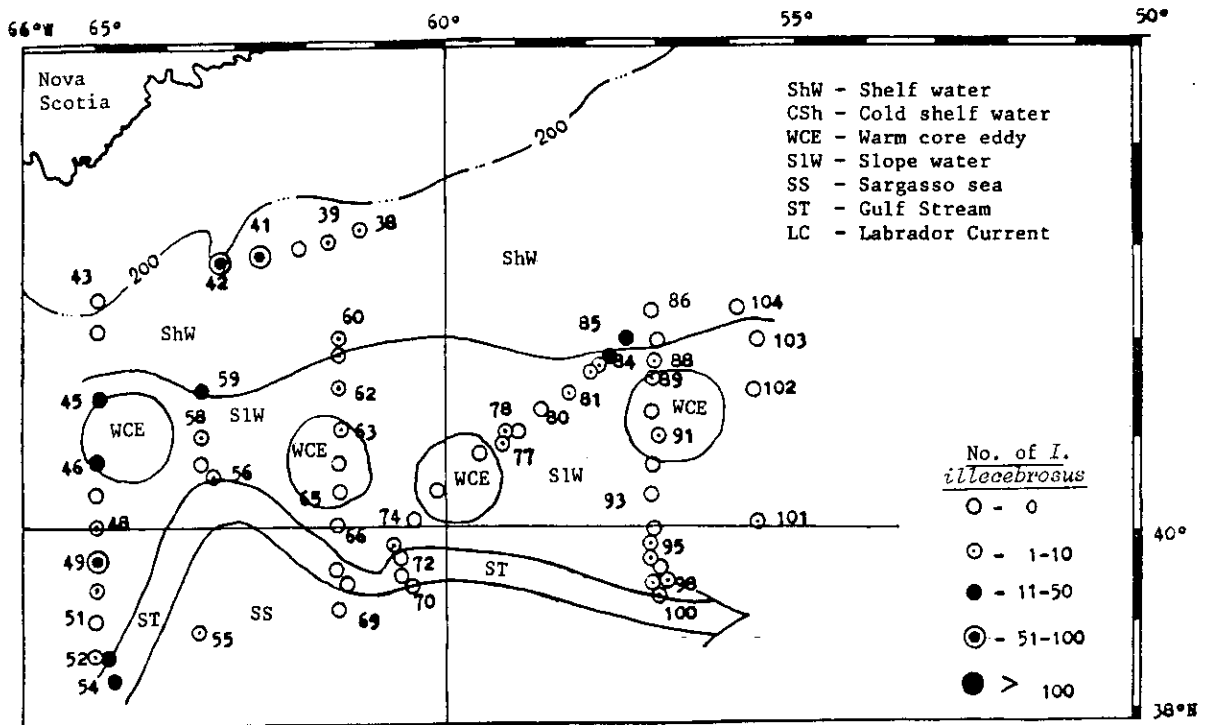 66°W 65° 60° 55° 50°
Nova
Scotia
ShW - Shelf water
CSh - Cold shelf water
WCE - Warm core eddy
SlW - Slope water
SS - Sargasso sea
ST - Gulf Stream
LC - Labrador Current
200
41
39
38
42
200
ShW
43
ShW
60
85
86
104
103
84
88
89
102
59
62
81
45
SlW
58
80
WCE
78
63
91
WCE
77
WCE
WCE
SlW
46
56
65
93
No. of I.
illecebrosus
O - 0
48
74
66
101
40°
1-10
49
72
95
ST
11-50
70
98
51
ST
SS
69
100
51-100
55
52
54
> 100
38°N